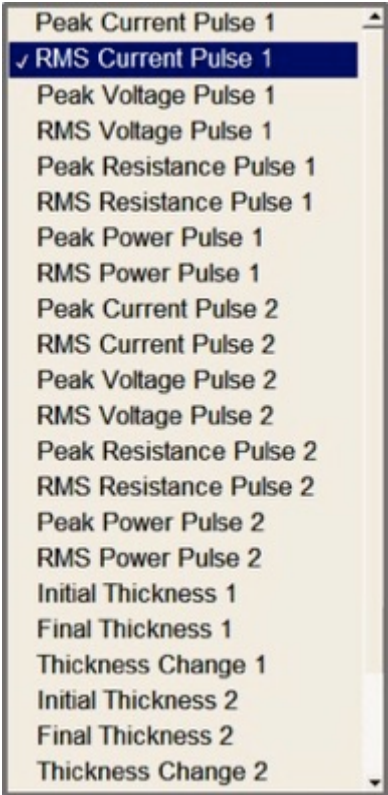 Peak Current Pulse 1
✓ RMS Current Pulse 1
Peak Voltage Pulse 1
RMS Voltage Pulse 1
Peak Resistance Pulse 1
RMS Resistance Pulse 1
Peak Power Pulse 1
RMS Power Pulse 1
Peak Current Pulse 2
RMS Current Pulse 2
Peak Voltage Pulse 2
RMS Voltage Pulse 2
Peak Resistance Pulse 2
RMS Resistance Pulse 2
Peak Power Pulse 2
RMS Power Pulse 2
Initial Thickness 1
Final Thickness 1
Thickness Change 1
Initial Thickness 2
Final Thickness 2
Thickness Change 2